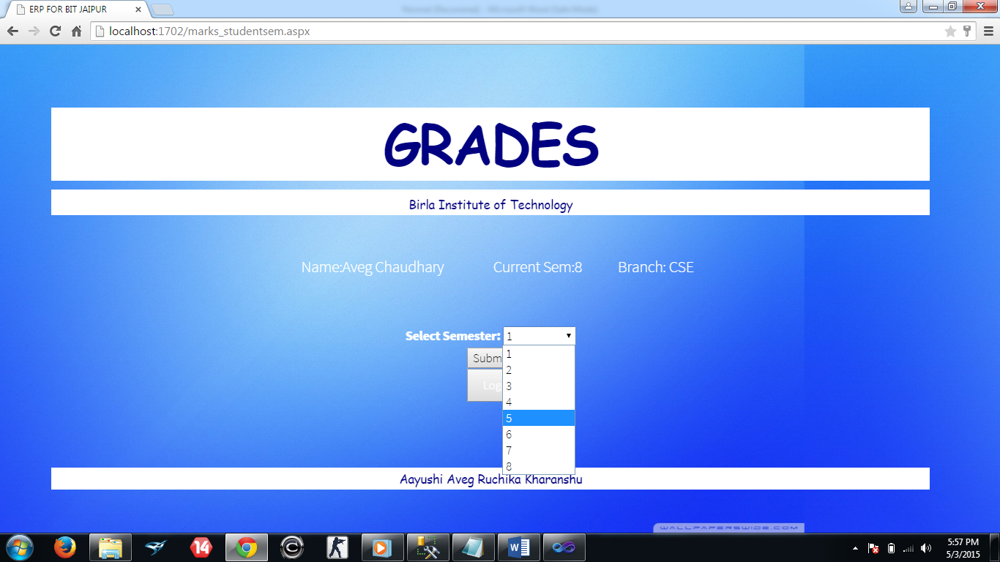 ERP FOR BIT JAIPUR
localhost:1702/marks_studentsem.aspx
GRADES
Birla Institute of Technology
Name:Aveg Chaudhary Current Sem:8 Branch: CSE
Select Semester: 1
Subm
1
2
Log
3
4
5
6
7
8
Aayushi Aveg Ruchika Kharanshu
WALLPAPERSWIDE.COM
14
5:57 PM
5/3/2015